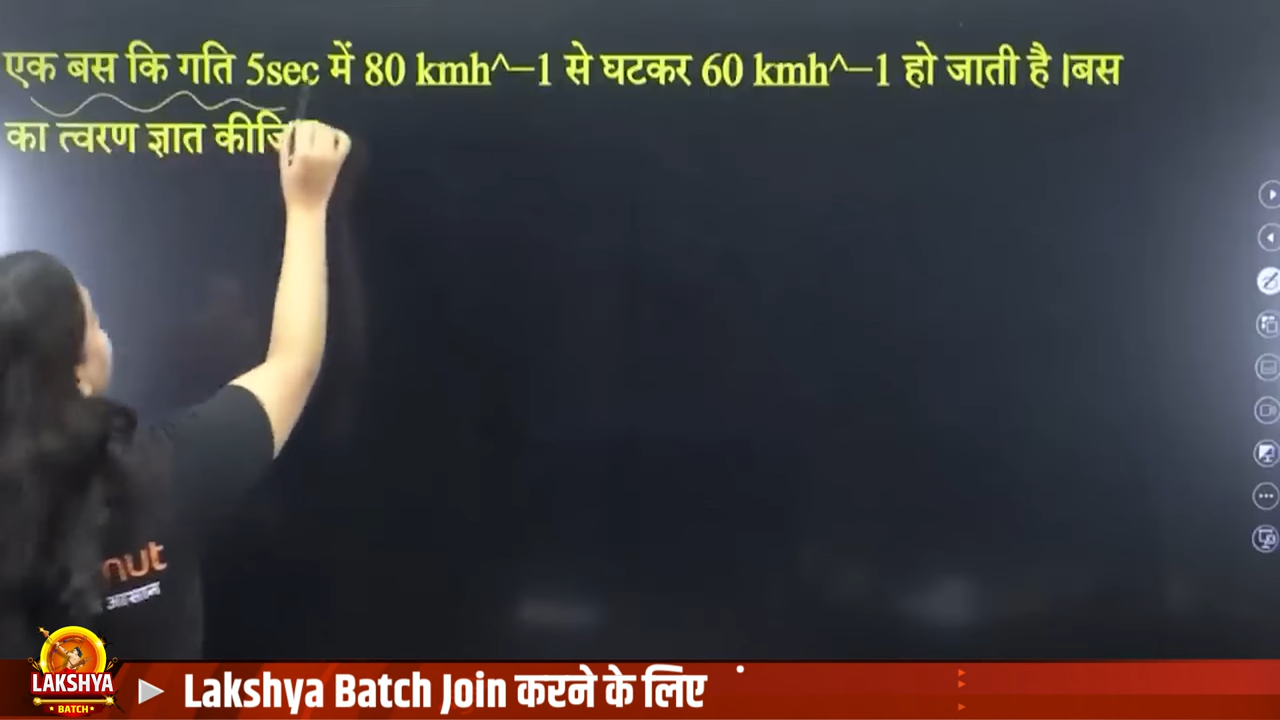 एक बस कि गति 5sec में 80 kmh^−1 से घटकर 60 kmh^−1 हो जाती है।बस
का त्वरण ज्ञात
nut
LAKSHYA
BATCH
Lakshya Batch Join करने के लिए